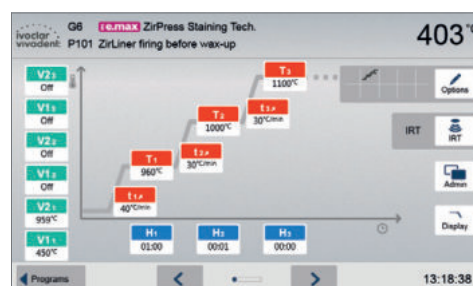 ivoclar vivadent:
G6 IPS e.max ZirPress Staining Tech.
P101 ZirLiner firing before wax-up
403 °C
V2₃
Off
V1₃
Off
V2₂
Off
V1₂
Off
V2₁
959°C
V1₁
450°C
T₃
1100°C
T₂
1000°C
t₃↗
30°C/min
T₁
960°C
t₂↗
30°C/min
t₁↗
40°C/min
H₁
01:00
H₂
00:01
H₃
00:00
Options
IRT
IRT
Admin
Display
Programs
13:18:38